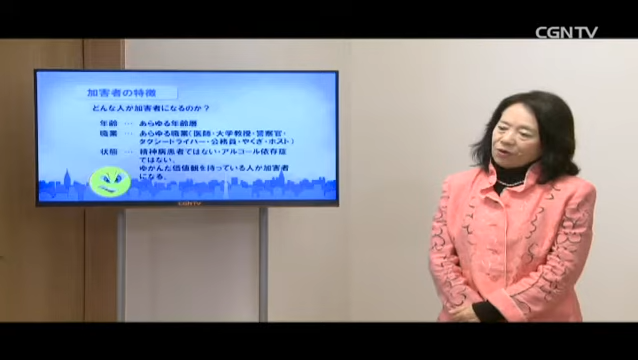 CGNTV
加害者の特徴
どんな人が加害者になるのか？
年齢 … あらゆる年齢層
職業 … あらゆる職業（医師・大学教授・警察官・
タクシードライバー・公務員・やくざ・ホスト）
状態 … 精神病患者ではない・アルコール依存症
ではない。
ゆがんだ価値観を持っている人が加害者
になる。
CGNTV